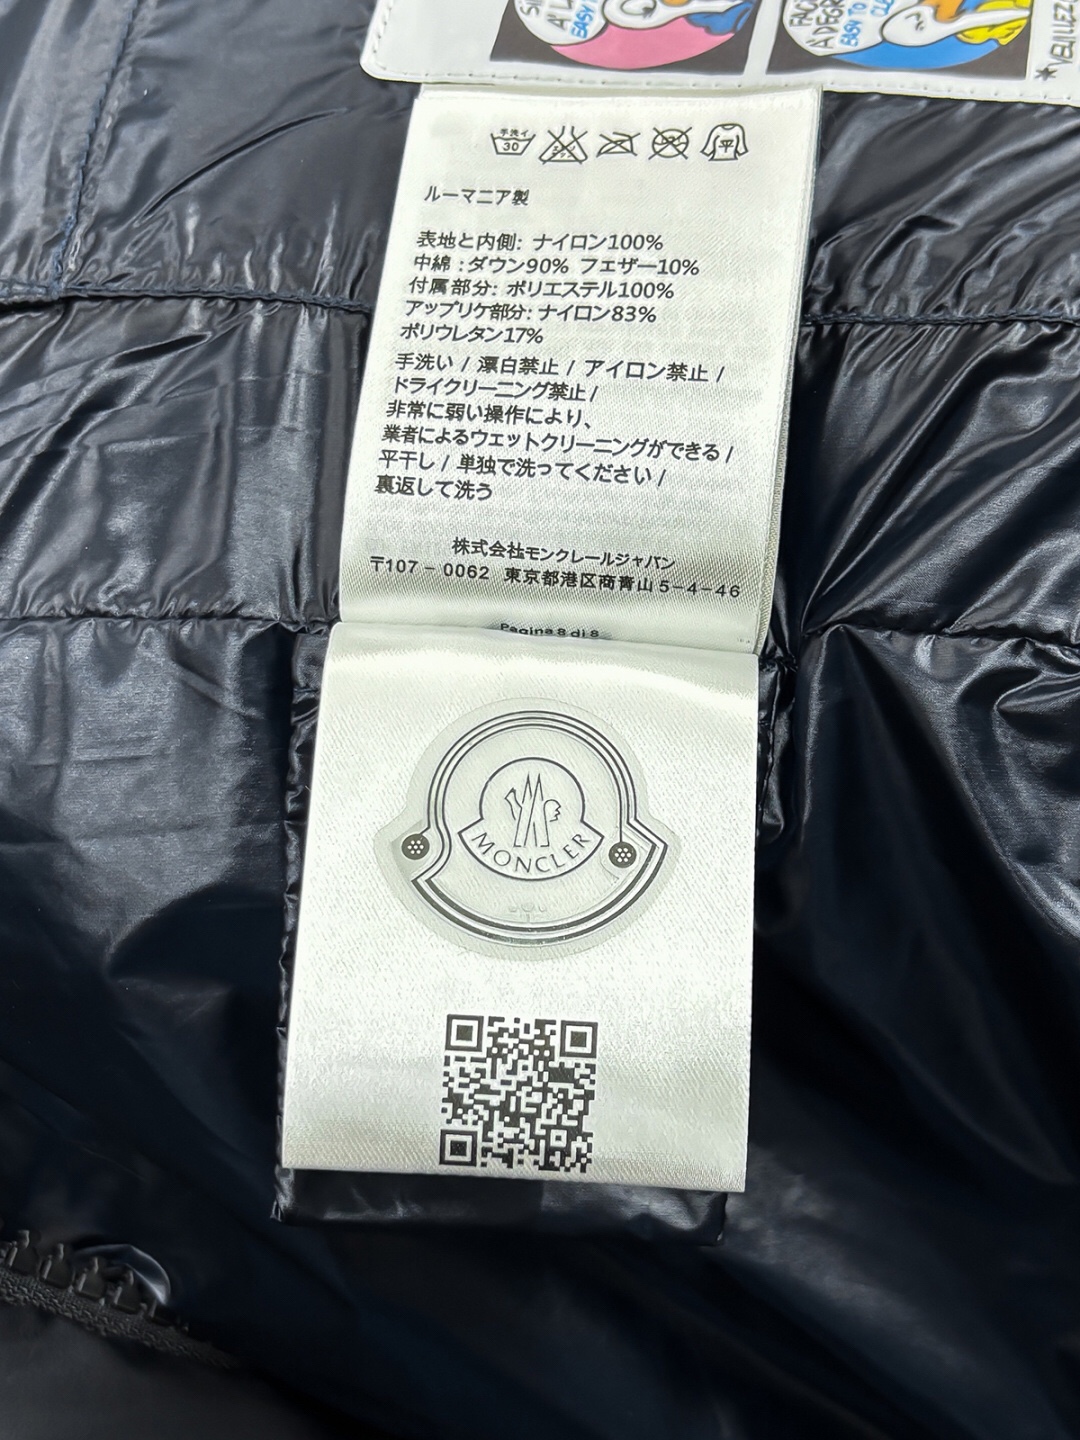 EASY TO
*VEUILLEZ
手洗イ
30
平
ルーマニア製
表地と内側: ナイロン100%
中綿 : ダウン90% フェザー10%
付属部分: ポリエステル100%
アップリケ部分: ナイロン83%
ポリウレタン17%
手洗い / 漂白禁止 / アイロン禁止 /
ドライクリーニング禁止 /
非常に弱い操作により、
業者によるウェットクリーニングができる /
平干し / 単独で洗ってください /
裏返して洗う
株式会社モンクレールジャパン
〒107-0062 東京都港区商青山5-4-46
Pagina 8 di 8
MONCLER